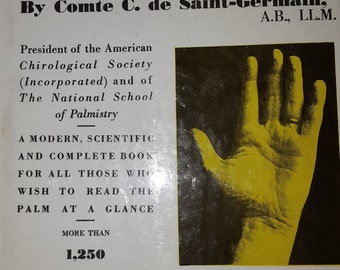 By Comte C. de Saint-Germain,
A.B., LL.M.
President of the American
Chirological Society
(Incorporated) and of
The National School
of Palmistry
A MODERN, SCIENTIFIC
AND COMPLETE BOOK
FOR ALL THOSE WHO
WISH TO READ THE
PALM AT A GLANCE
MORE THAN
1,250